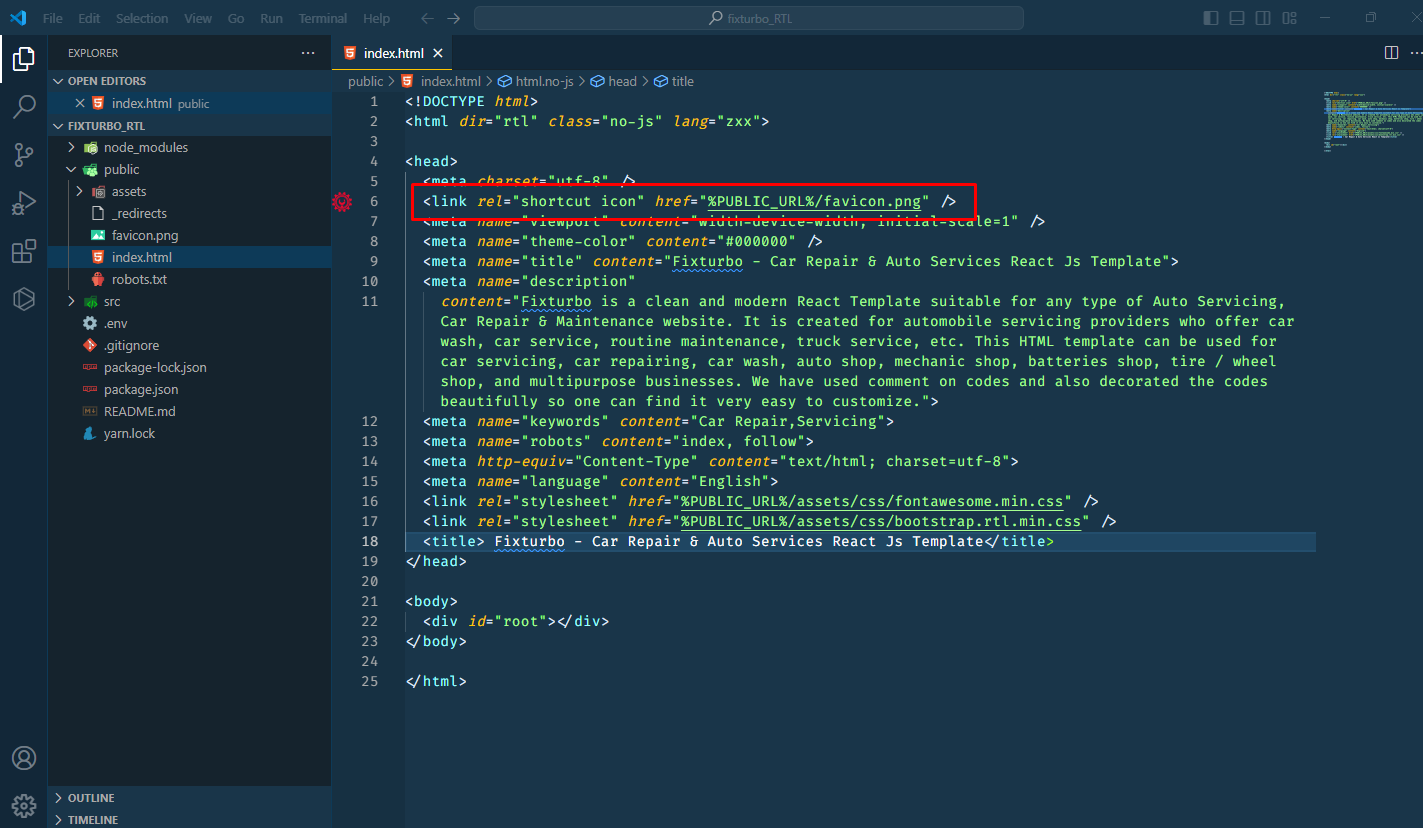 File Edit Selection View Go Run Terminal Help
fixturbo_RTL
EXPLORER
OPEN EDITORS
index.html public
FIXTURBO_RTL
node_modules
public
assets
_redirects
favicon.png
index.html
robots.txt
src
.env
.gitignore
package-lock.json
package.json
README.md
yarn.lock
OUTLINE
TIMELINE
index.html
public > index.html > html.no-js > head > title
1 <!DOCTYPE html>
2 <html dir="rtl" class="no-js" lang="zxx">
3
4 <head>
5 <meta charset="utf-8" />
6 <link rel="shortcut icon" href="%PUBLIC_URL%/favicon.png" />
7 <meta name="viewport" content="width=device-width, initial-scale=1" />
8 <meta name="theme-color" content="#000000" />
9 <meta name="title" content="Fixturbo - Car Repair & Auto Services React Js Template">
10 <meta name="description"
11 content="Fixturbo is a clean and modern React Template suitable for any type of Auto Servicing,
Car Repair & Maintenance website. It is created for automobile servicing providers who offer car
wash, car service, routine maintenance, truck service, etc. This HTML template can be used for
car servicing, car repairing, car wash, auto shop, mechanic shop, batteries shop, tire / wheel
shop, and multipurpose businesses. We have used comment on codes and also decorated the codes
beautifully so one can find it very easy to customize.">
12 <meta name="keywords" content="Car Repair,Servicing">
13 <meta name="robots" content="index, follow">
14 <meta http-equiv="Content-Type" content="text/html; charset=utf-8">
15 <meta name="language" content="English">
16 <link rel="stylesheet" href="%PUBLIC_URL%/assets/css/fontawesome.min.css" />
17 <link rel="stylesheet" href="%PUBLIC_URL%/assets/css/bootstrap.rtl.min.css" />
18 <title> Fixturbo - Car Repair & Auto Services React Js Template</title>
19 </head>
20
21 <body>
22 <div id="root"></div>
23 </body>
24
25 </html>